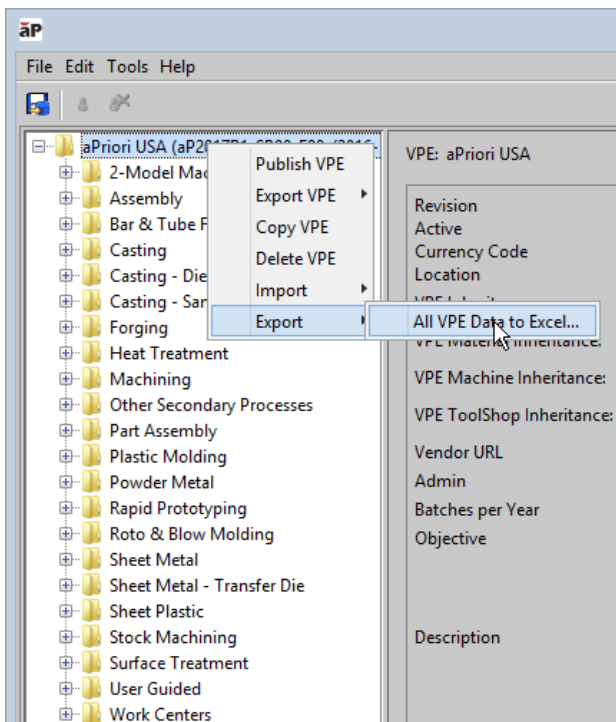 aP
File Edit Tools Help
aPriori USA (aP2017R1
2-Model Mac
Assembly
Bar & Tube F
Casting
Casting - Die
Casting - San
Forging
Heat Treatment
Machining
Other Secondary Processes
Part Assembly
Plastic Molding
Powder Metal
Rapid Prototyping
Roto & Blow Molding
Sheet Metal
Sheet Metal - Transfer Die
Sheet Plastic
Stock Machining
Surface Treatment
User Guided
Work Centers
Publish VPE
Export VPE
Copy VPE
Delete VPE
Import
Export
All VPE Data to Excel...
VPE: aPriori USA
Revision
Active
Currency Code
Location
VPE Material Inheritance:
VPE Machine Inheritance:
VPE ToolShop Inheritance:
Vendor URL
Admin
Batches per Year
Objective
Description